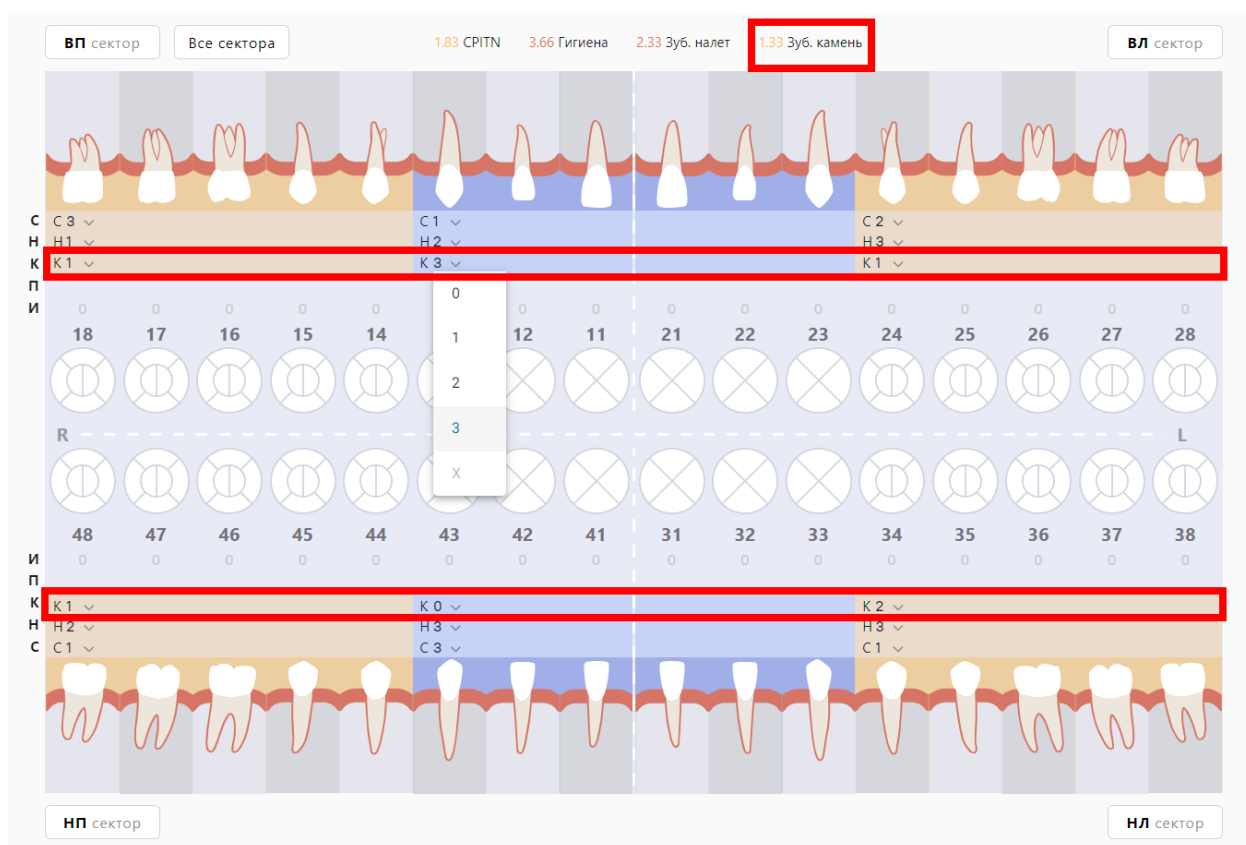 ВП сектор Все сектора 1.83 CPITN 3.66 Гигиена 2.33 Зуб. налет 1.33 Зуб. камень ВЛ сектор
С С 3 С 1 С 2
Н Н 1 Н 2 Н 3
К К 1 К 3 К 1
П
И 0 0 0 0 0 0 0 0 0 0 0 0 0 0
18 17 16 15 14 12 11 21 22 23 24 25 26 27 28
0
1
2
3
X
R L
48 47 46 45 44 43 42 41 31 32 33 34 35 36 37 38
И 0 0 0 0 0 0 0 0 0 0 0 0 0 0 0 0
П
К К 1 К 0 К 2
Н Н 2 Н 3 Н 3
С С 1 С 3 С 1
НП сектор НЛ сектор